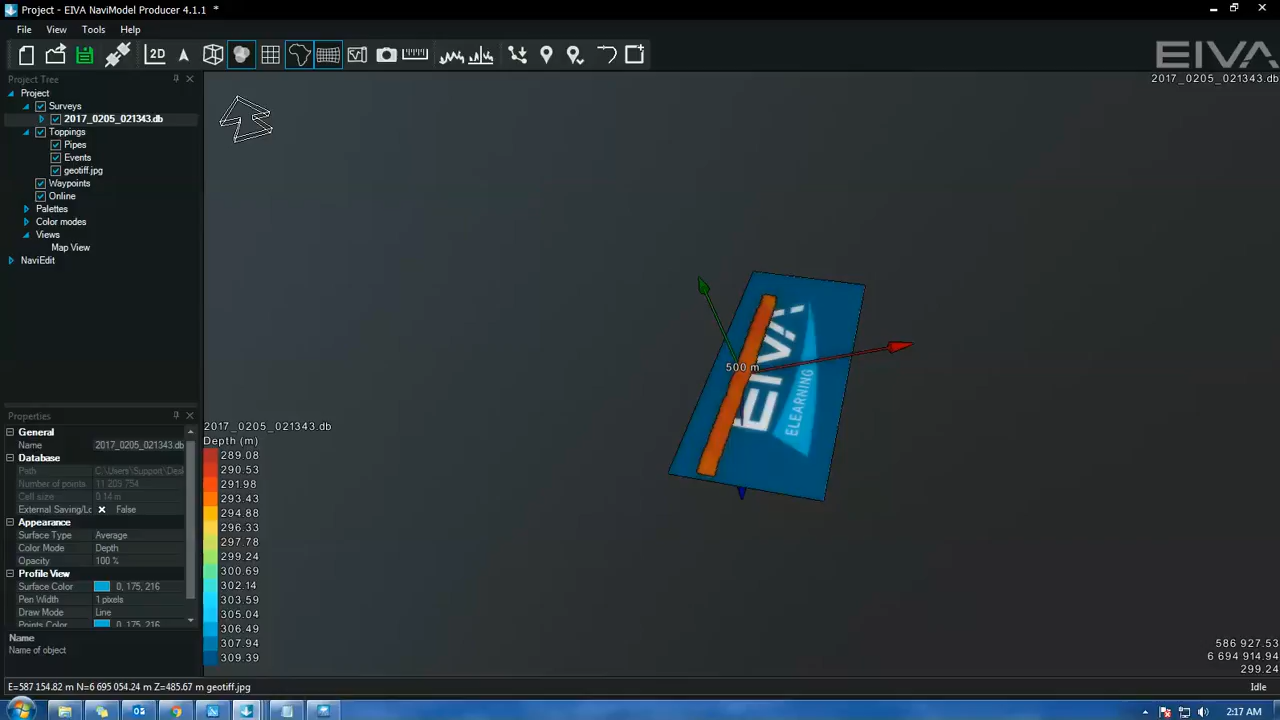 Project - EIVA NaviModel Producer 4.1.1 *
File View Tools Help
2D
EIVA
2017_0205_021343.db
Project Tree
Project
Surveys
2017_0205_021343.db
Toppings
Pipes
Events
geotiff.jpg
Waypoints
Online
Palettes
Color modes
Views
Map View
NaviEdit
EIVA
ELEARNING
500 m
Properties
General
Name 2017_0205_021343.db
Database
Path C:\Users\Support\Desk
Number of points 11 209 754
Cell size 0.14 m
External Saving/Lo False
Appearance
Surface Type Average
Color Mode Depth
Opacity 100 %
Profile View
Surface Color 0, 175, 216
Pen Width 1 pixels
Draw Mode Line
Points Color 0, 175, 216
Name
Name of object
2017_0205_021343.db
Depth (m)
289.08
290.53
291.98
293.43
294.88
296.33
297.78
299.24
300.69
302.14
303.59
305.04
306.49
307.94
309.39
586 927.53
6 694 914.94
299.24
E=587 154.82 m N=6 695 054.24 m Z=485.67 m geotiff.jpg
Idle
2:17 AM